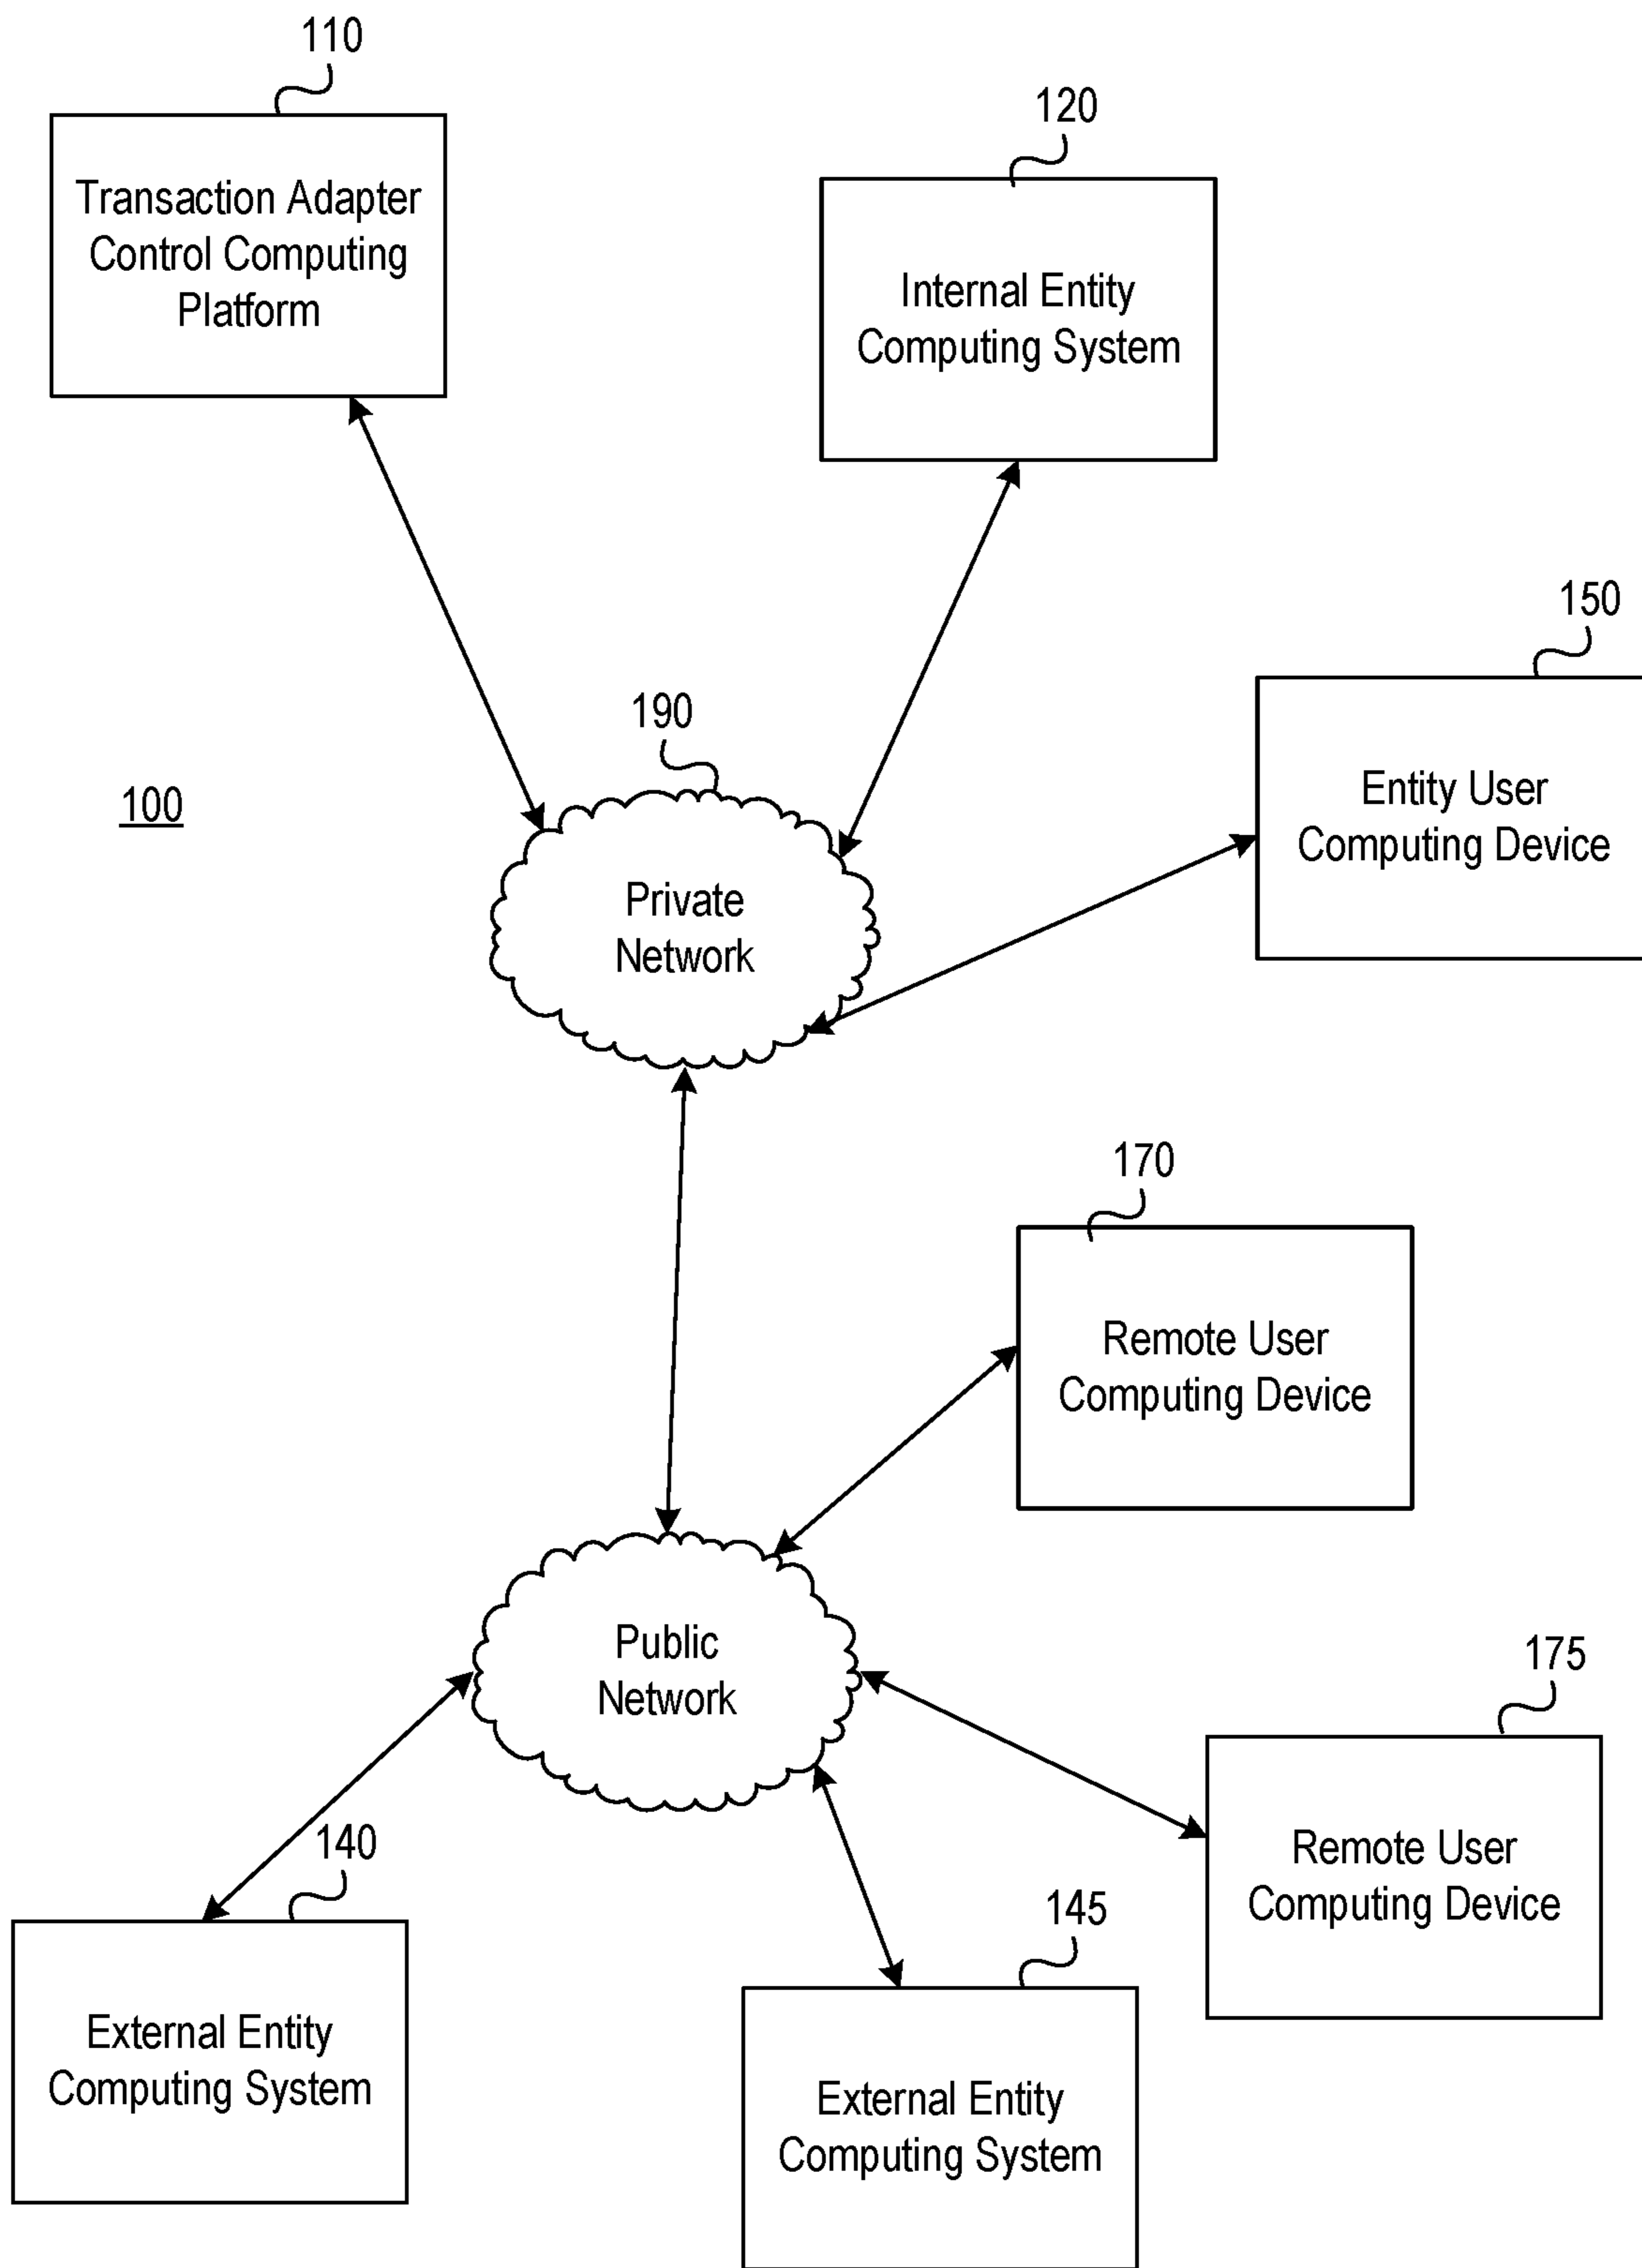 110
Transaction Adapter
Control Computing
Platform
120
Internal Entity
Computing System
150
Entity User
Computing Device
190
100
Private
Network
170
Remote User
Computing Device
Public
Network
175
Remote User
Computing Device
140
External Entity
Computing System
145
External Entity
Computing System